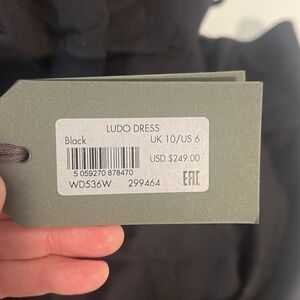 LUDO DRESS
Black UK 10/US 6
USD $249.00
5 059270 878470
WD536W 299464 EAC